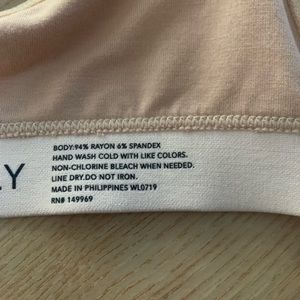 LY
BODY:94% RAYON 6% SPANDEX
HAND WASH COLD WITH LIKE COLORS.
NON-CHLORINE BLEACH WHEN NEEDED.
LINE DRY.DO NOT IRON.
MADE IN PHILIPPINES WL0719
RN# 149969